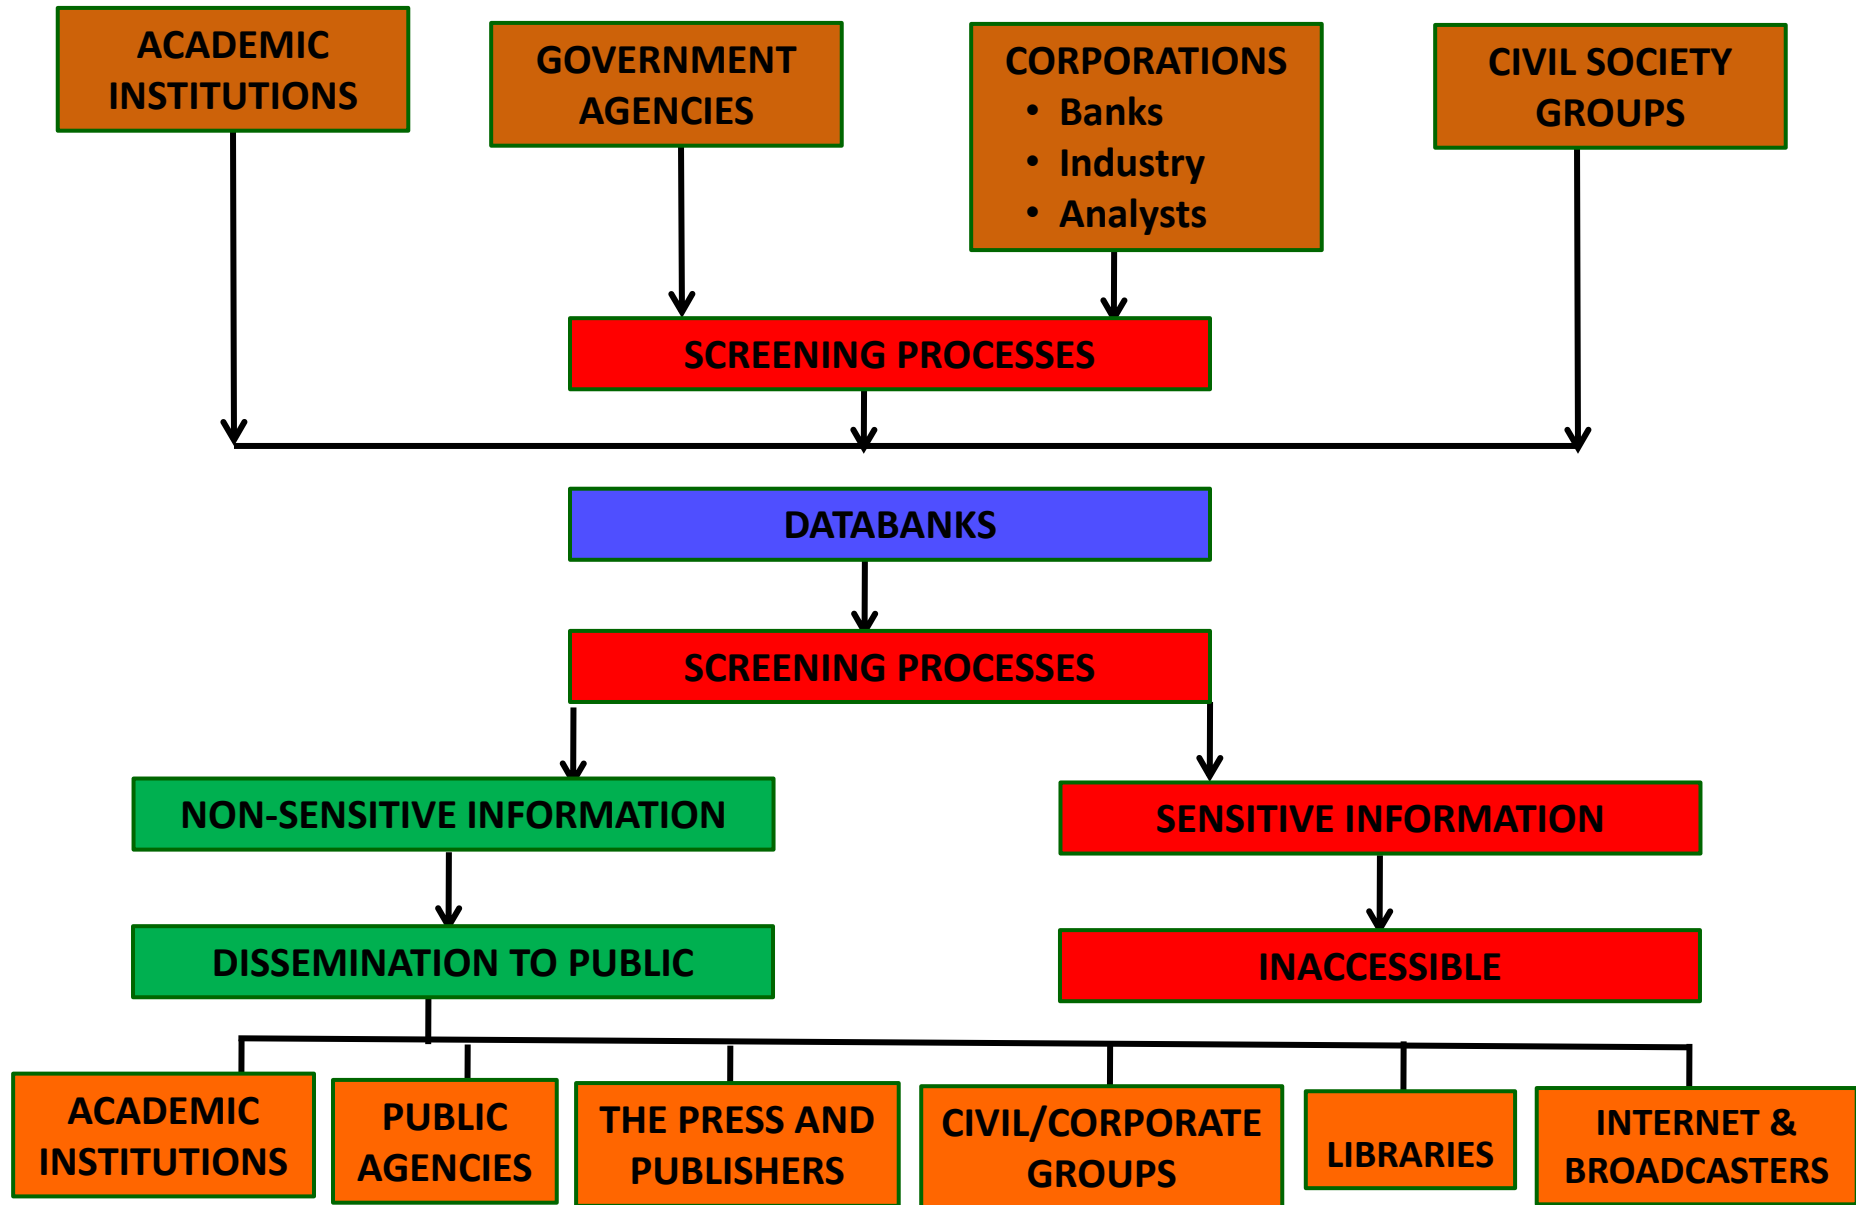 ACADEMIC
INSTITUTIONS
GOVERNMENT
AGENCIES
CORPORATIONS
• Banks
• Industry
• Analysts
CIVIL SOCIETY
GROUPS
SCREENING PROCESSES
DATABANKS
SCREENING PROCESSES
NON-SENSITIVE INFORMATION
SENSITIVE INFORMATION
DISSEMINATION TO PUBLIC
INACCESSIBLE
ACADEMIC
INSTITUTIONS
PUBLIC
AGENCIES
THE PRESS AND
PUBLISHERS
CIVIL/CORPORATE
GROUPS
LIBRARIES
INTERNET &
BROADCASTERS